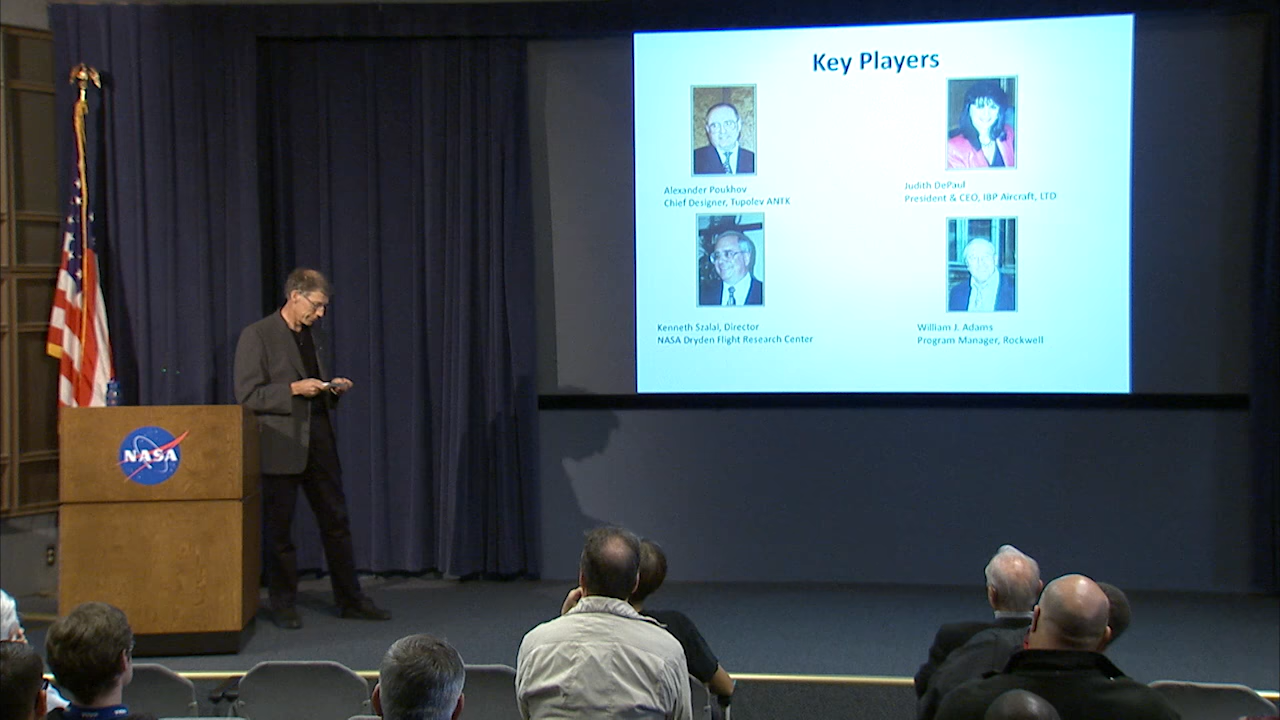 Key Players
Alexander Poukhov
Chief Designer, Tupolev ANTK
Judith DePaul
President & CEO, IBP Aircraft, LTD
Kenneth Szalai, Director
NASA Dryden Flight Research Center
William J. Adams
Program Manager, Rockwell
NASA